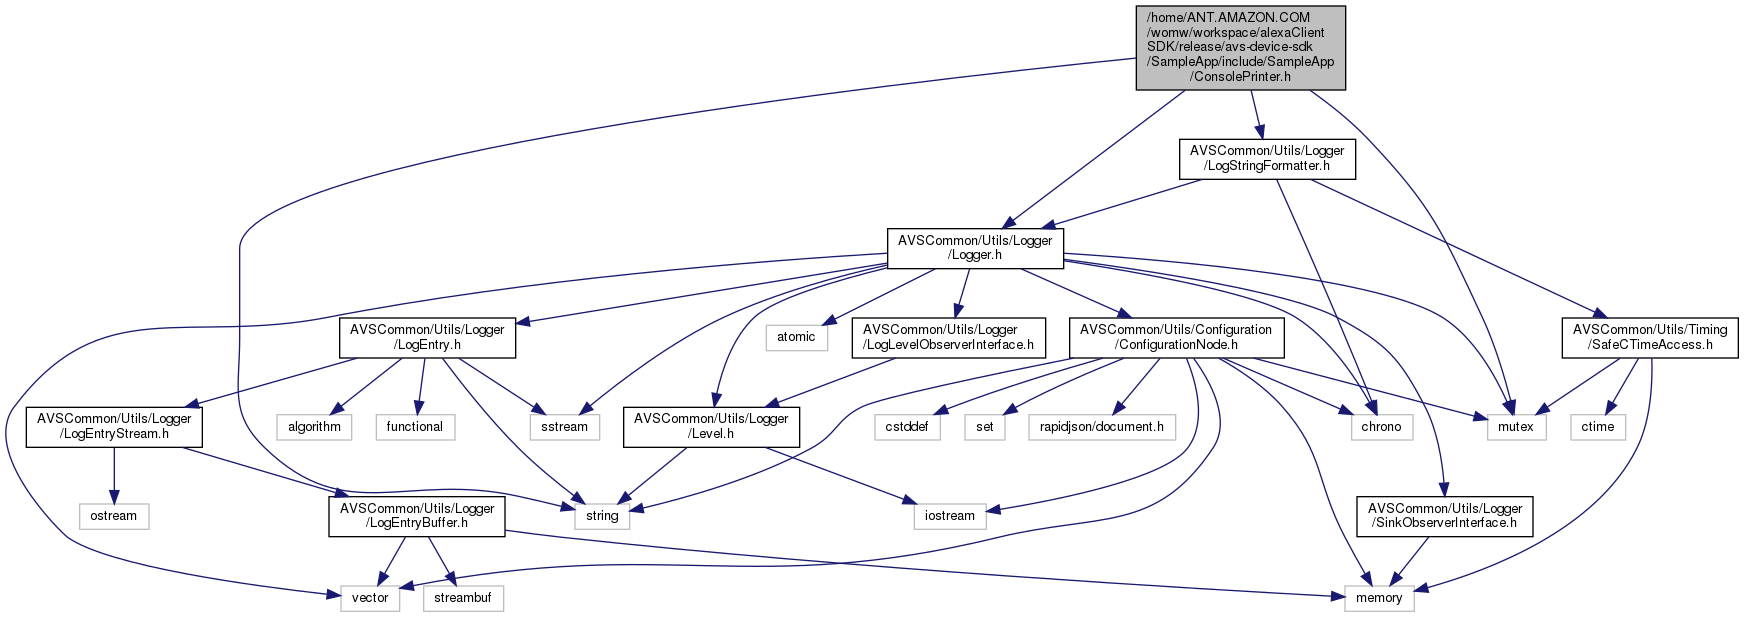 /home/ANT.AMAZON.COM
/womw/workspace/alexaClient
SDK/release/avs-device-sdk
/SampleApp/include/SampleApp
/ConsolePrinter.h
AVSCommon/Utils/Logger
/LogStringFormatter.h
AVSCommon/Utils/Logger
/Logger.h
AVSCommon/Utils/Logger
/LogEntry.h
atomic
AVSCommon/Utils/Logger
/LogLevelObserverInterface.h
AVSCommon/Utils/Configuration
/ConfigurationNode.h
AVSCommon/Utils/Timing
/SafeCTimeAccess.h
AVSCommon/Utils/Logger
/LogEntryStream.h
algorithm
functional
sstream
AVSCommon/Utils/Logger
/Level.h
cstddef
set
rapidjson/document.h
chrono
mutex
ctime
ostream
AVSCommon/Utils/Logger
/LogEntryBuffer.h
string
iostream
AVSCommon/Utils/Logger
/SinkObserverInterface.h
vector
streambuf
memory